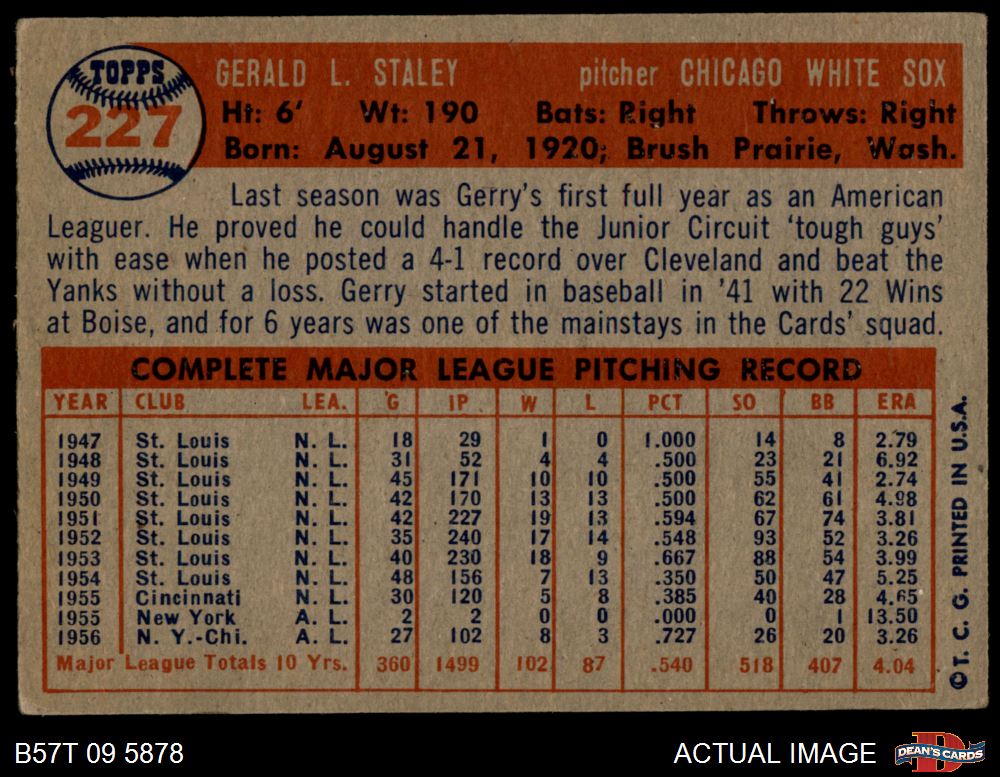 TOPPS
227
GERALD L. STALEY pitcher CHICAGO WHITE SOX
Ht: 6' Wt: 190 Bats: Right Throws: Right
Born: August 21, 1920; Brush Prairie, Wash.
Last season was Gerry's first full year as an American
Leaguer. He proved he could handle the Junior Circuit 'tough guys'
with ease when he posted a 4-1 record over Cleveland and beat the
Yanks without a loss. Gerry started in baseball in '41 with 22 Wins
at Boise, and for 6 years was one of the mainstays in the Cards' squad.
COMPLETE MAJOR LEAGUE PITCHING RECORD
YEAR CLUB LEA. G IP W L PCT SO BB ERA
1947 St. Louis N. L. 18 29 1 0 1.000 14 8 2.79
1948 St. Louis N. L. 31 52 4 4 .500 23 21 6.92
1949 St. Louis N. L. 45 171 10 10 .500 55 41 2.74
1950 St. Louis N. L. 42 170 13 13 .500 62 61 4.98
1951 St. Louis N. L. 42 227 19 13 .594 67 74 3.81
1952 St. Louis N. L. 35 240 17 14 .548 93 52 3.26
1953 St. Louis N. L. 40 230 18 9 .667 88 54 3.99
1954 St. Louis N. L. 48 156 7 13 .350 50 47 5.25
1955 Cincinnati N. L. 30 120 5 8 .385 40 28 4.65
1955 New York A. L. 2 2 0 0 .000 0 1 13.50
1956 N. Y.-Chi. A. L. 27 102 8 3 .727 26 20 3.26
Major League Totals 10 Yrs. 360 1499 102 87 .540 518 407 4.04
©T. C. G. PRINTED IN U.S.A.
B57T 09 5878
ACTUAL IMAGE
DEAN'S CARDS